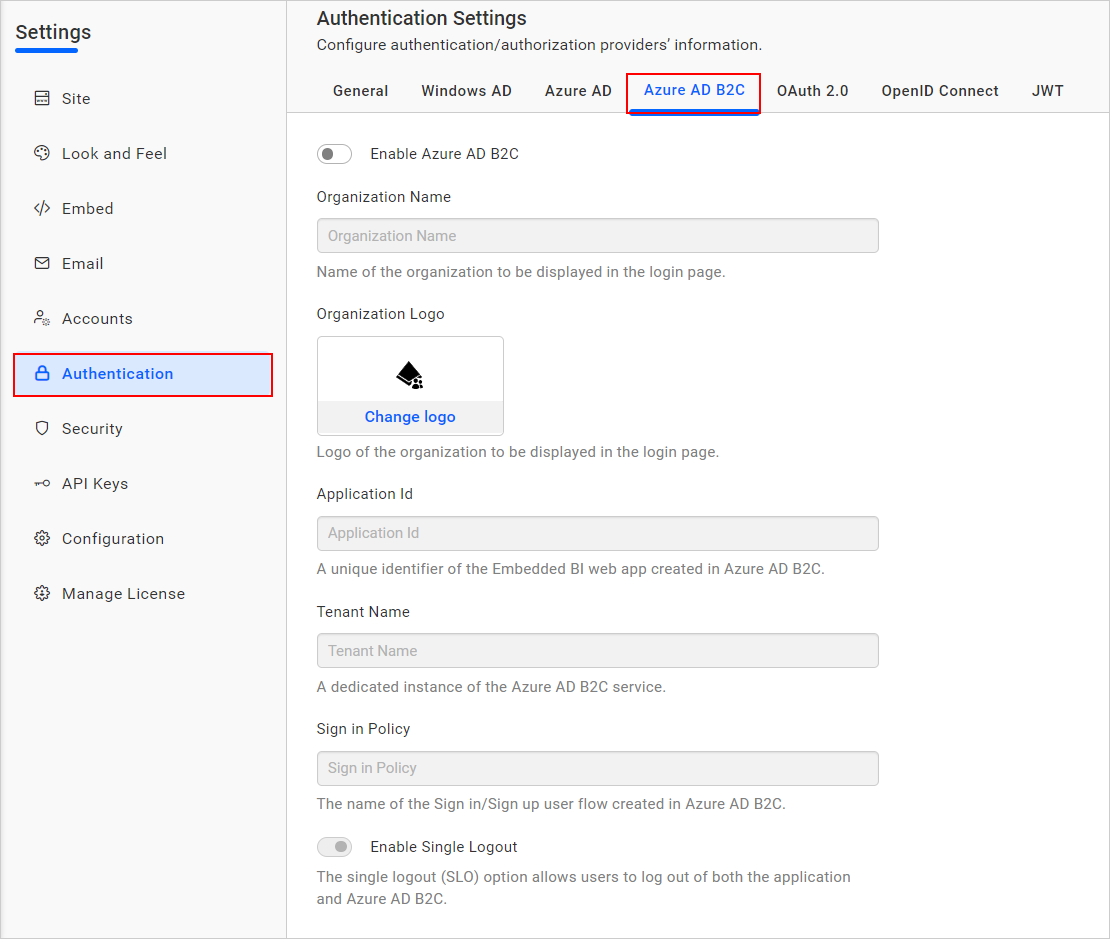 Settings
Site
Look and Feel
Embed
Email
Accounts
Authentication
Security
API Keys
Configuration
Manage License
Authentication Settings
Configure authentication/authorization providers’ information.
General Windows AD Azure AD Azure AD B2C OAuth 2.0 OpenID Connect JWT
Enable Azure AD B2C
Organization Name
Organization Name
Name of the organization to be displayed in the login page.
Organization Logo
Change logo
Logo of the organization to be displayed in the login page.
Application Id
Application Id
A unique identifier of the Embedded BI web app created in Azure AD B2C.
Tenant Name
Tenant Name
A dedicated instance of the Azure AD B2C service.
Sign in Policy
Sign in Policy
The name of the Sign in/Sign up user flow created in Azure AD B2C.
Enable Single Logout
The single logout (SLO) option allows users to log out of both the application
and Azure AD B2C.